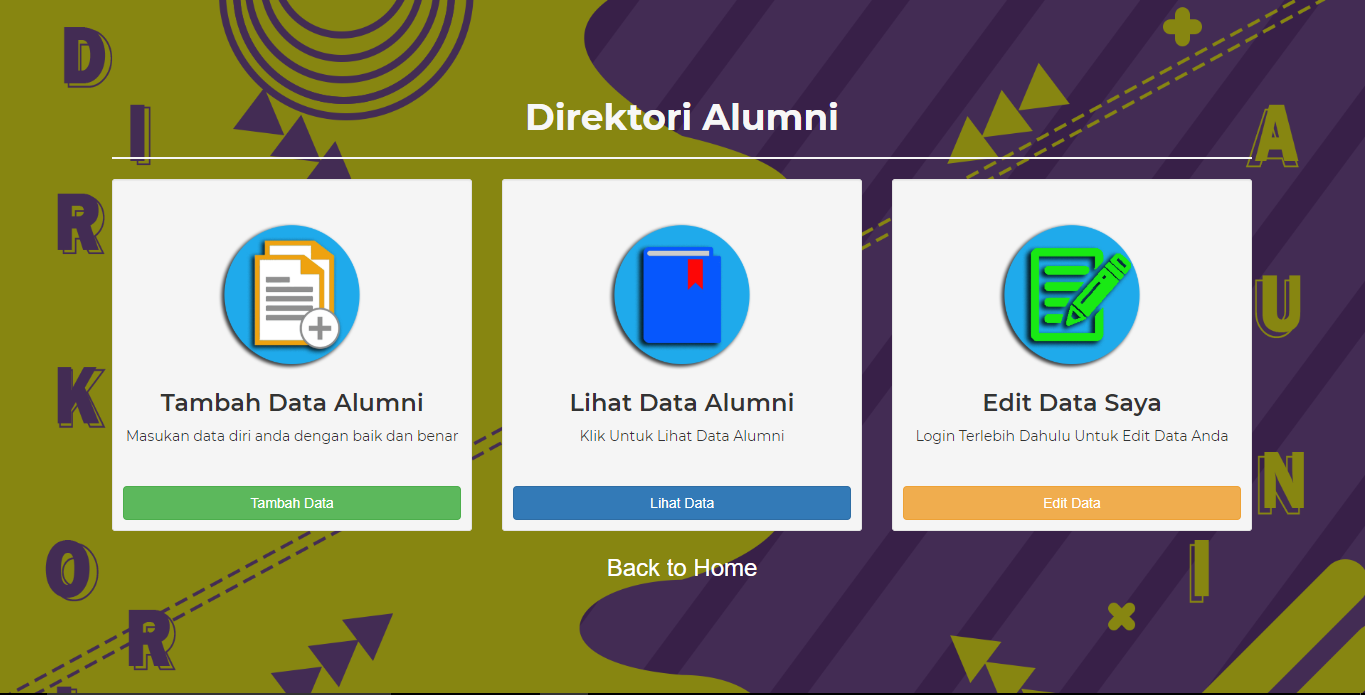 Direktori Alumni
Tambah Data Alumni
Masukan data diri anda dengan baik dan benar
Tambah Data
Lihat Data Alumni
Klik Untuk Lihat Data Alumni
Lihat Data
Edit Data Saya
Login Terlebih Dahulu Untuk Edit Data Anda
Edit Data
Back to Home
D
I
R
K
O
R
A
U
N
I